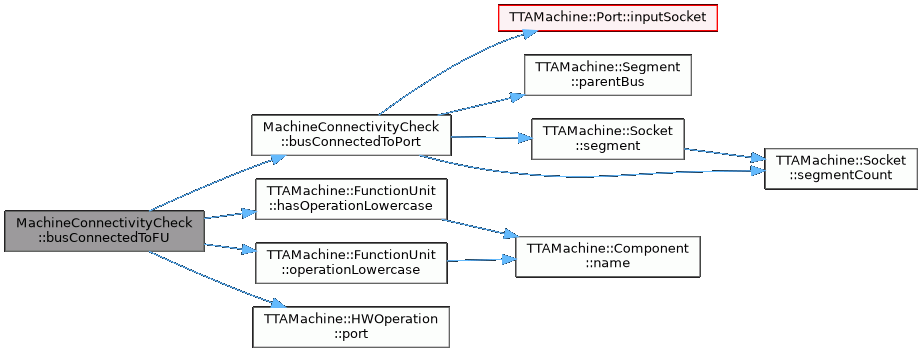 TTAMachine::Port::inputSocket
TTAMachine::Segment
::parentBus
MachineConnectivityCheck
::busConnectedToPort
TTAMachine::Socket
::segment
TTAMachine::Socket
::segmentCount
TTAMachine::FunctionUnit
::hasOperationLowercase
MachineConnectivityCheck
::busConnectedToFU
TTAMachine::Component
::name
TTAMachine::FunctionUnit
::operationLowercase
TTAMachine::HWOperation
::port